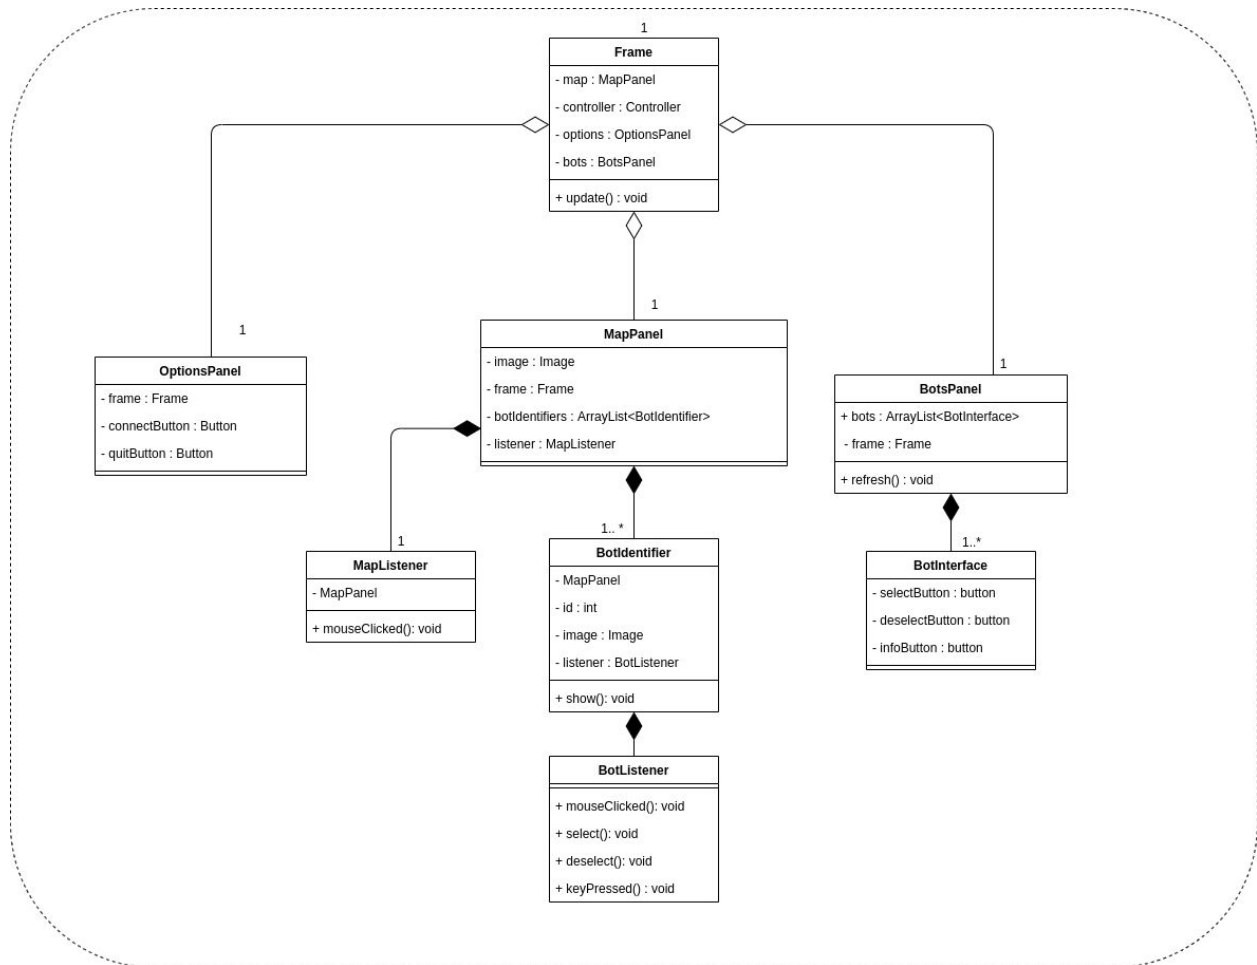 1
Frame
- map : MapPanel
- controller : Controller
- options : OptionsPanel
- bots : BotsPanel
+ update() : void
1
OptionsPanel
- frame : Frame
- connectButton : Button
- quitButton : Button
1
MapPanel
- image : Image
- frame : Frame
- botIdentifiers : ArrayList<BotIdentifier>
- listener : MapListener
1
BotsPanel
+ bots : ArrayList<BotInterface>
- frame : Frame
+ refresh() : void
1
MapListener
- MapPanel
+ mouseClicked(): void
1.. *
BotIdentifier
- MapPanel
- id : int
- image : Image
- listener : BotListener
+ show(): void
1..*
BotInterface
- selectButton : button
- deselectButton : button
- infoButton : button
BotListener
+ mouseClicked(): void
+ select(): void
+ deselect(): void
+ keyPressed() : void